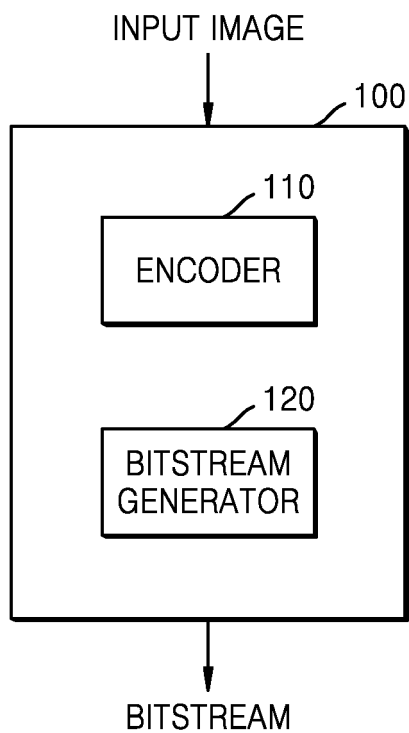 INPUT IMAGE
100
110
ENCODER
120
BITSTREAM
GENERATOR
BITSTREAM